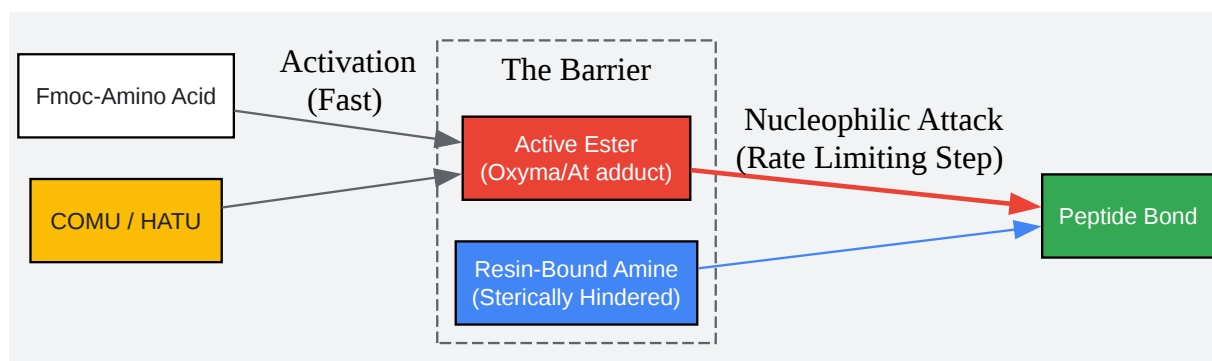 Fmoc-Amino Acid
COMU / HATU
Activation
(Fast)
The Barrier
Active Ester
(Oxyma/At adduct)
Resin-Bound Amine
(Sterically Hindered)
Nucleophilic Attack
(Rate Limiting Step)
Peptide Bond